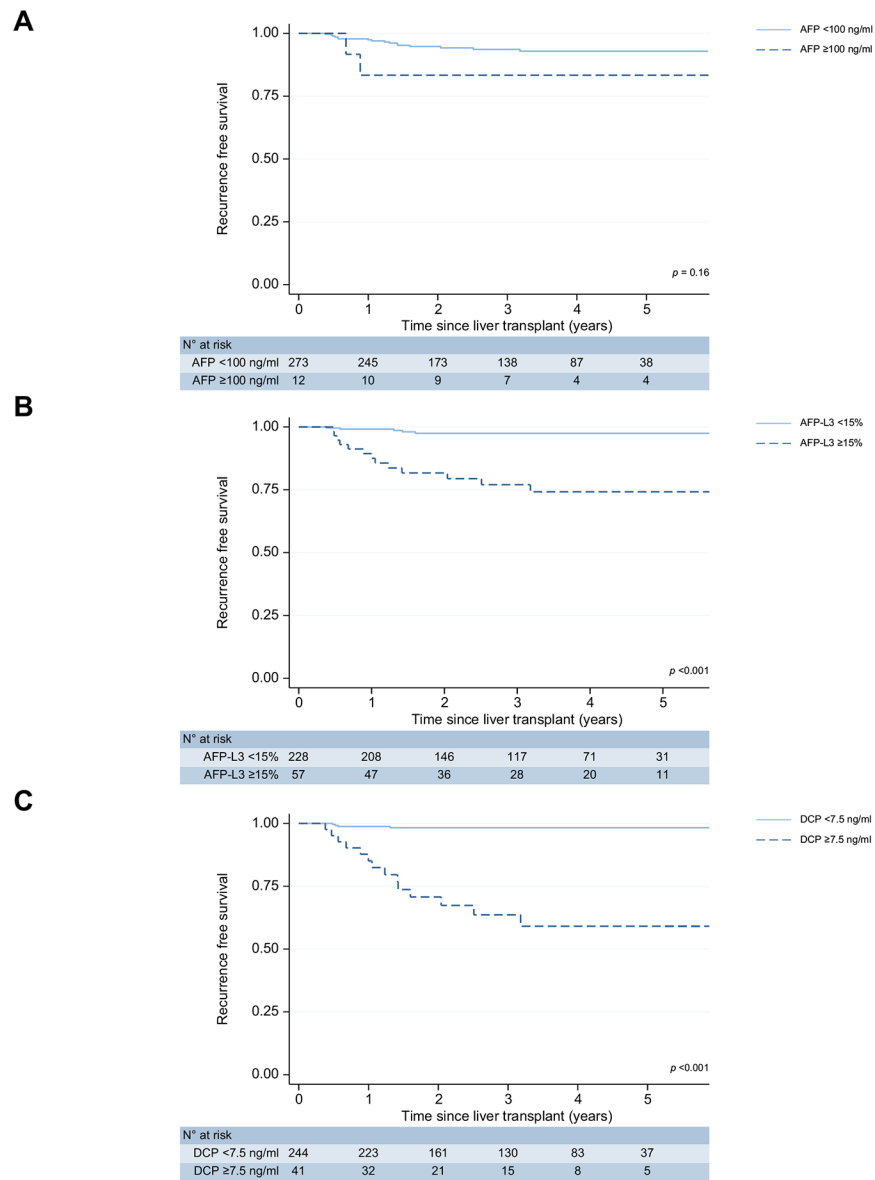 A
AFP <100 ng/ml
AFP ≥100 ng/ml
Recurrence free survival
1.00
0.75
0.50
0.25
0.00
p = 0.16
0 1 2 3 4 5
Time since liver transplant (years)
N° at risk
AFP <100 ng/ml 273 245 173 138 87 38
AFP ≥100 ng/ml 12 10 9 7 4 4
B
AFP-L3 <15%
AFP-L3 ≥15%
Recurrence free survival
1.00
0.75
0.50
0.25
0.00
p <0.001
0 1 2 3 4 5
Time since liver transplant (years)
N° at risk
AFP-L3 <15% 228 208 146 117 71 31
AFP-L3 ≥15% 57 47 36 28 20 11
C
DCP <7.5 ng/ml
DCP ≥7.5 ng/ml
Recurrence free survival
1.00
0.75
0.50
0.25
0.00
p <0.001
0 1 2 3 4 5
Time since liver transplant (years)
N° at risk
DCP <7.5 ng/ml 244 223 161 130 83 37
DCP ≥7.5 ng/ml 41 32 21 15 8 5